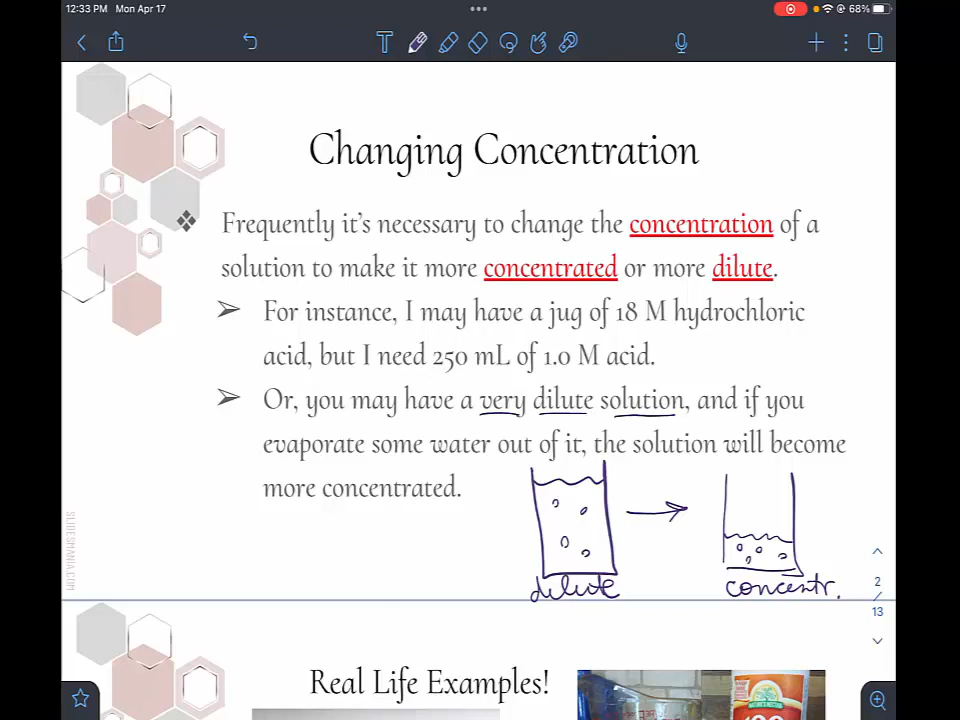 12:33 PM Mon Apr 17
68%
Changing Concentration
Frequently it's necessary to change the concentration of a
solution to make it more concentrated or more dilute.
For instance, I may have a jug of 18 M hydrochloric
acid, but I need 250 mL of 1.0 M acid.
Or, you may have a very dilute solution, and if you
evaporate some water out of it, the solution will become
more concentrated.
dilute
concentr.
SLIDESMANIA.COM
2
/
13
Real Life Examples!